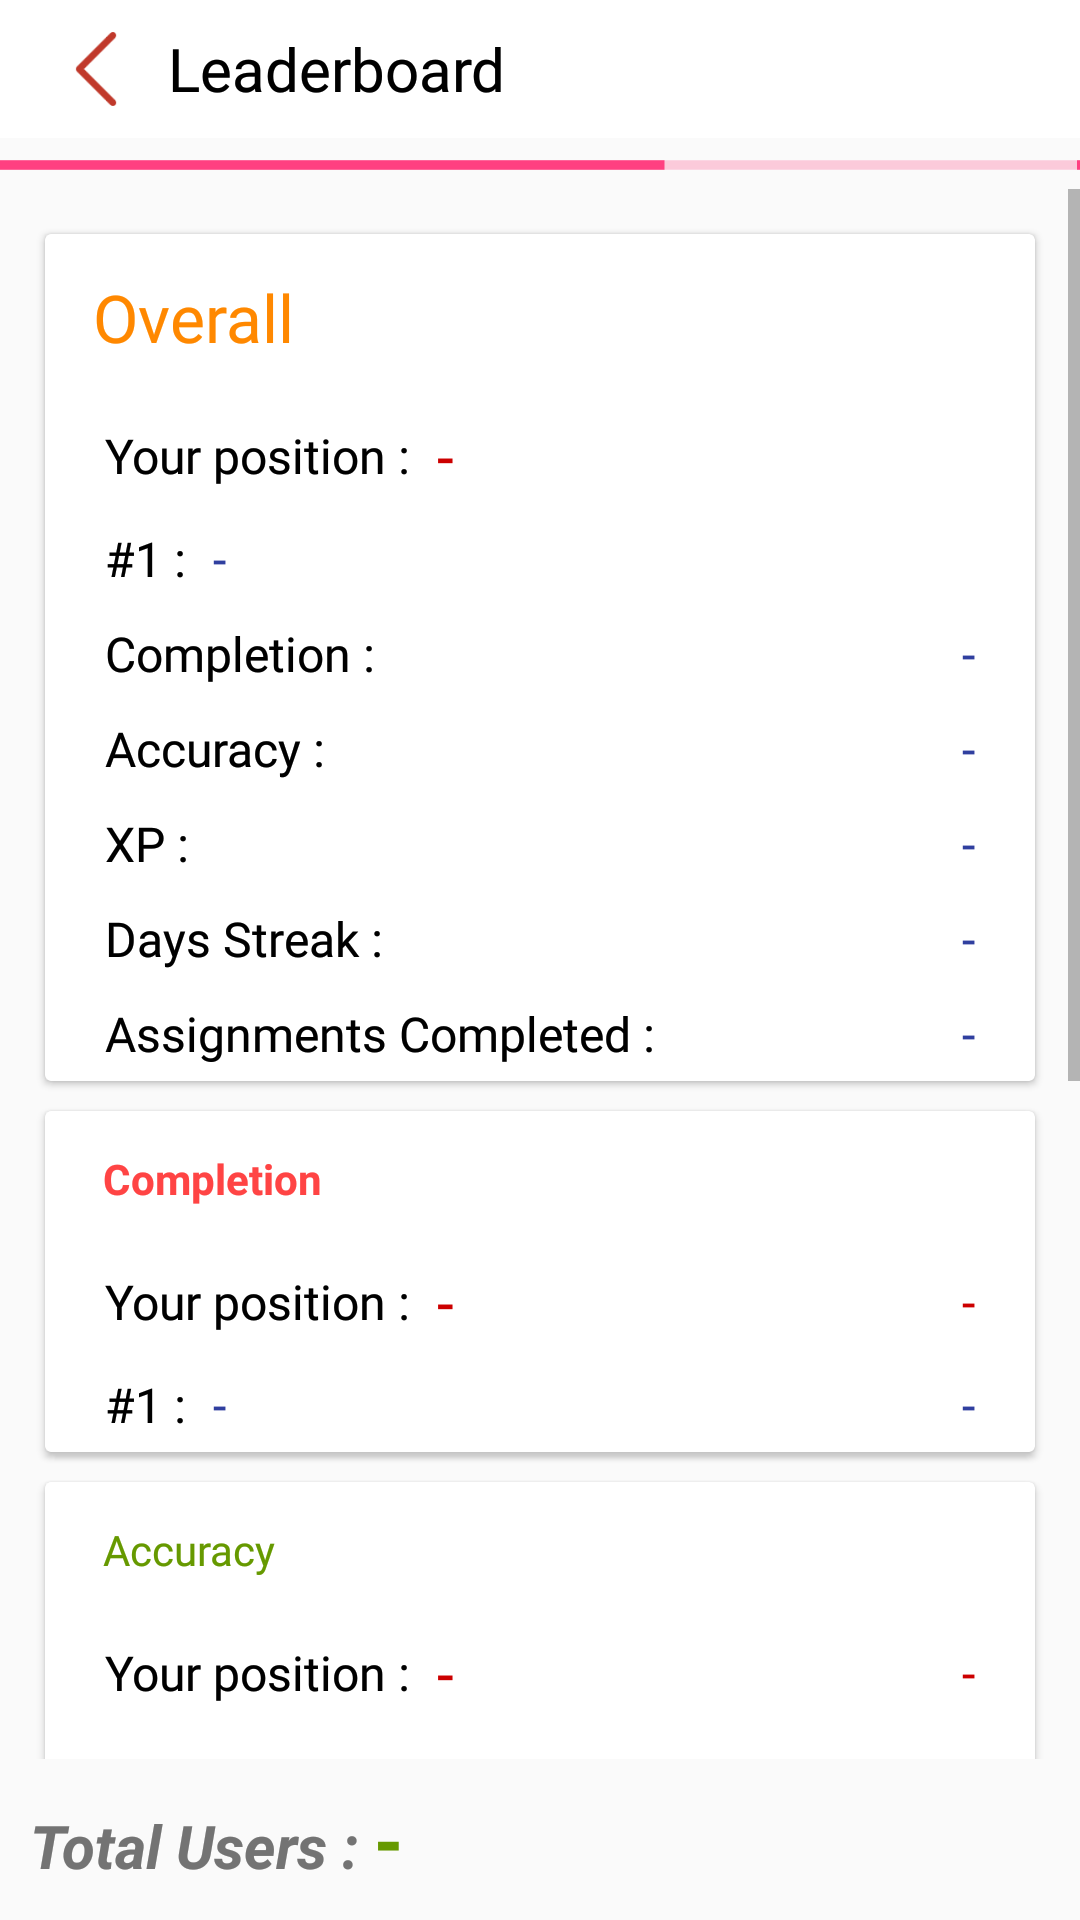 Leaderboard
Overall
Your position : -
#1 : -
Completion : -
Accuracy : -
XP : -
Days Streak : -
Assignments Completed : -
Completion
Your position : - -
#1 : - -
Accuracy
Your position : - -
Total Users : -